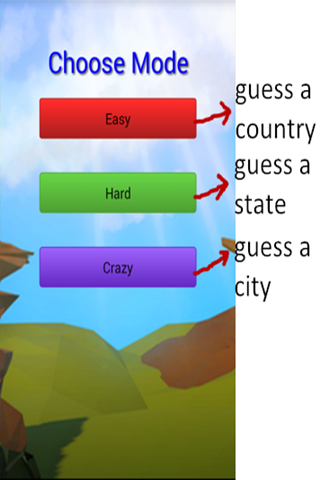 Choose Mode
Easy
guess a
country
Hard
guess a
state
Crazy
guess a
city